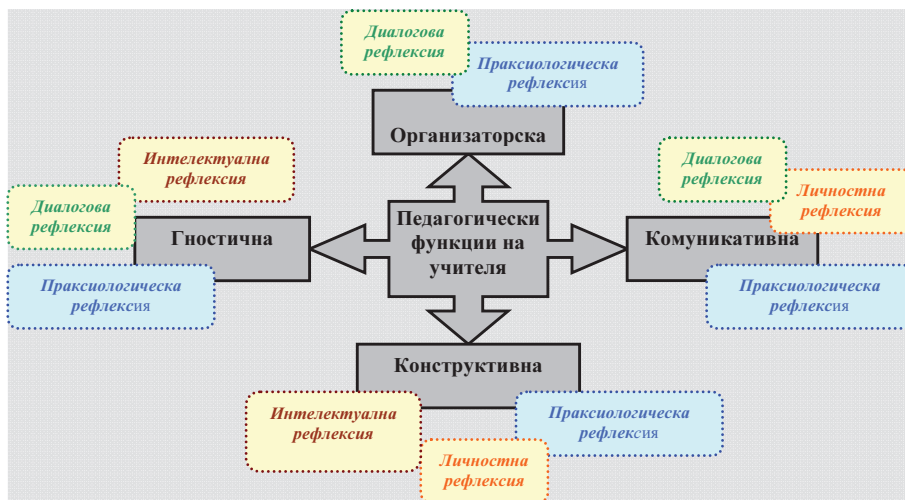 Диалогова
рефлексия
Праксиологическа
рефлексия
Организаторска
Интелектуална
рефлексия
Диалогова
рефлексия
Гностична
Праксиологическа
рефлексия
Педагогически
функции на
учителя
Диалогова
рефлексия
Личностна
рефлексия
Комуникативна
Праксиологическа
рефлексия
Конструктивна
Интелектуална
рефлексия
Праксиологическа
рефлексия
Личностна
рефлексия